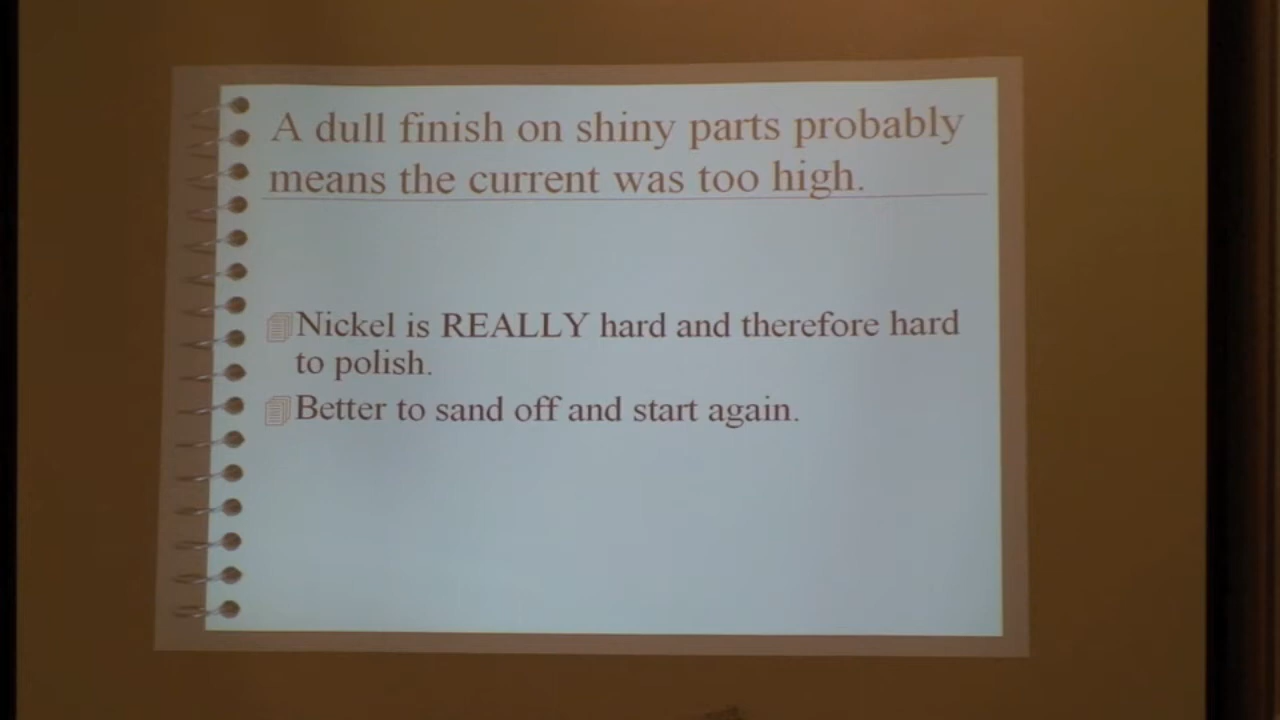 A dull finish on shiny parts probably
means the current was too high.
Nickel is REALLY hard and therefore hard
to polish.
Better to sand off and start again.